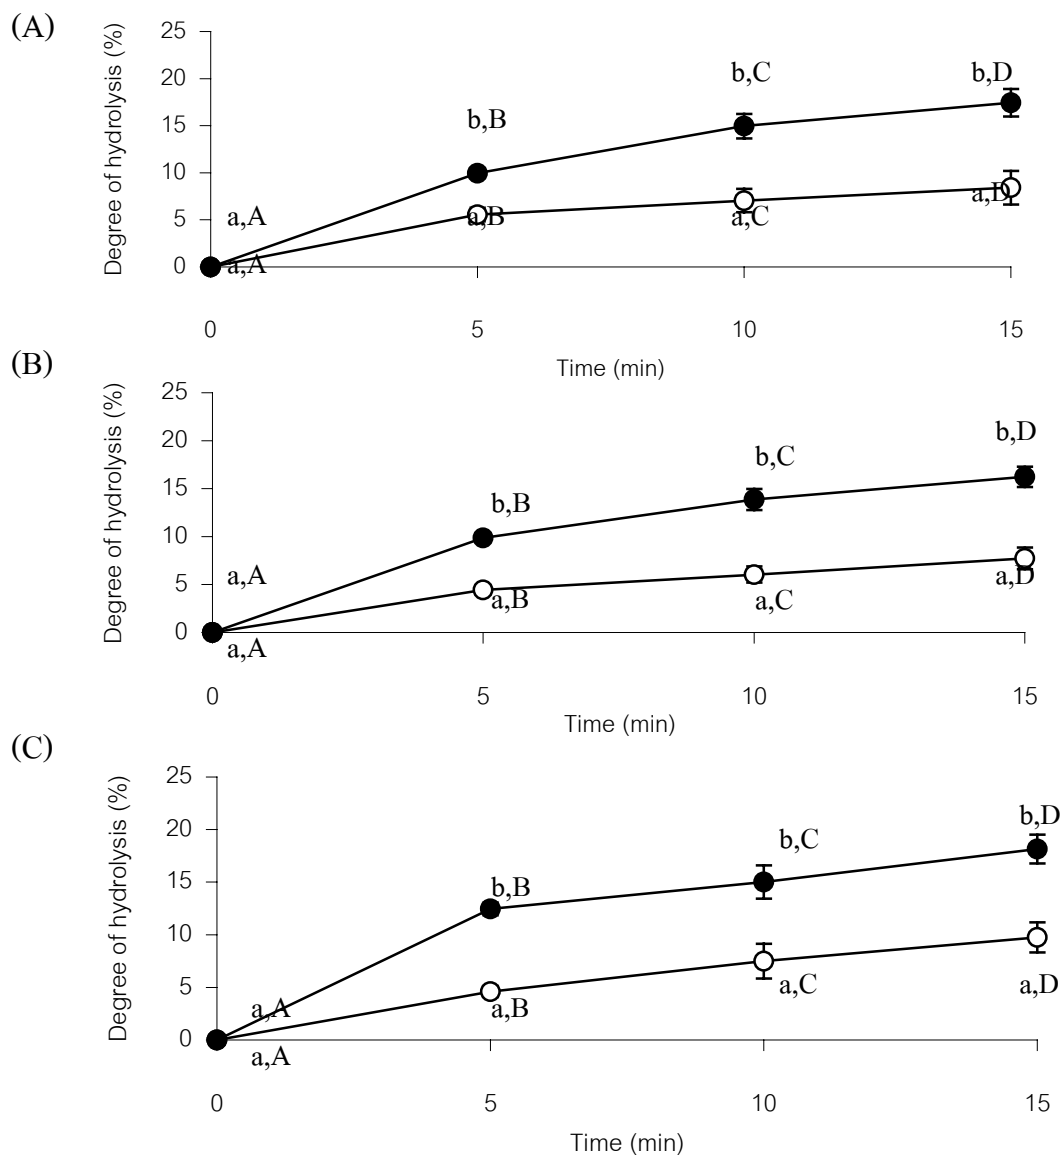 (A)
Degree of hydrolysis (%)
25
20
15
10
5
0
b,C
b,D
b,B
a,A
a,B
a,C
a,D
a,A
0 5 10 15
Time (min)
(B)
Degree of hydrolysis (%)
25
20
15
10
5
0
b,D
b,C
b,B
a,A
a,D
a,B
a,C
a,A
0 5 10 15
Time (min)
(C)
Degree of hydrolysis (%)
25
20
15
10
5
0
b,D
b,C
b,B
a,C
a,D
a,A
a,B
a,A
0 5 10 15
Time (min)